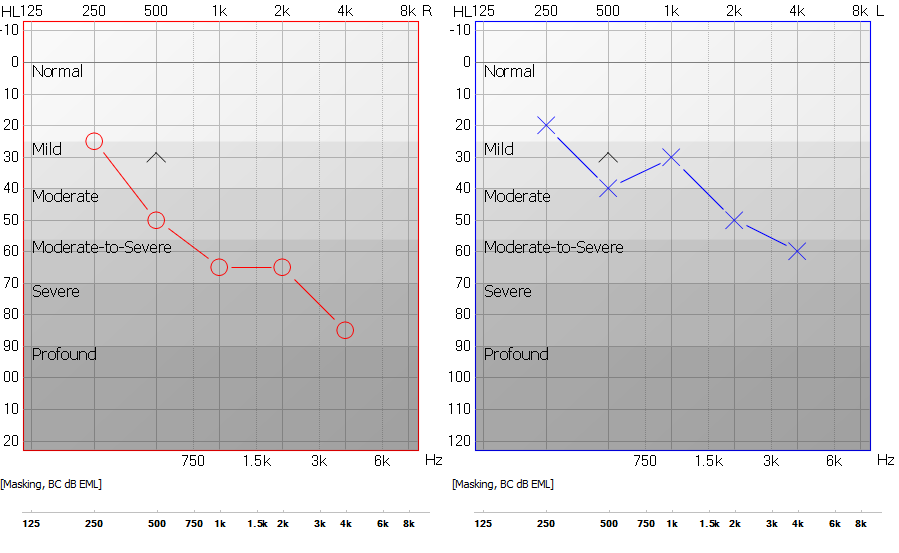 HL 125 250 500 1k 2k 4k 8k R
-10
0
Normal
10
20
Mild
30
40
Moderate
50
Moderate-to-Severe
60
70
Severe
80
90
Profound
00
10
20
750 1.5k 3k 6k Hz
[Masking, BC dB EML]
125 250 500 750 1k 1.5k 2k 3k 4k 6k 8k
HL 125 250 500 1k 2k 4k 8k L
-10
0
Normal
10
20
Mild
30
40
Moderate
50
Moderate-to-Severe
60
70
Severe
80
90
Profound
100
110
120
750 1.5k 3k 6k Hz
[Masking, BC dB EML]
125 250 500 750 1k 1.5k 2k 3k 4k 6k 8k